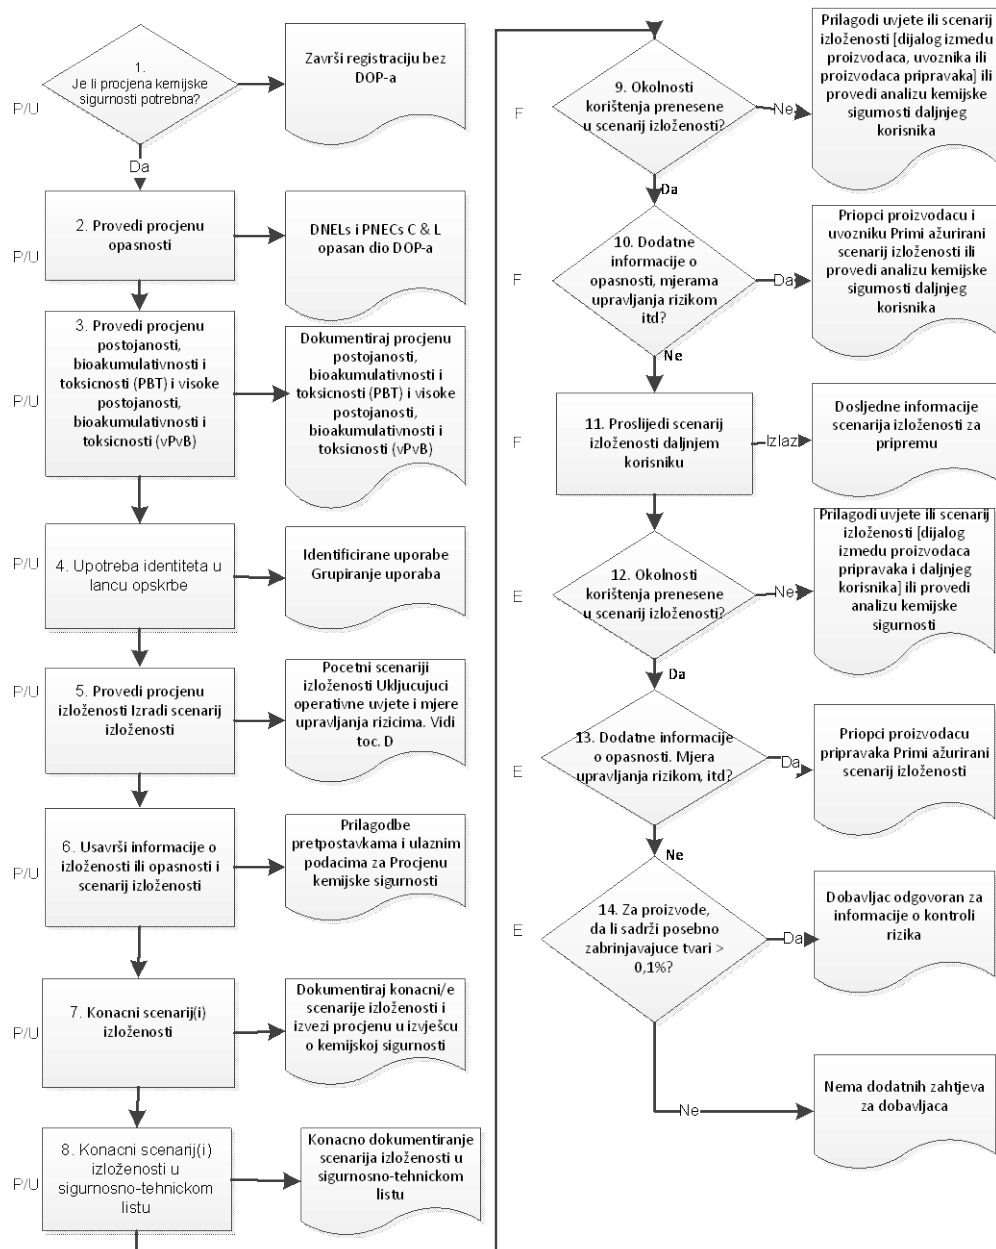 1.
Je li procjena kemijske
sigurnosti potrebna?
P/U
Da
Završi registraciju bez
DOP-a
2. Provedi procjenu
opasnosti
P/U
DNELs i PNECs C & L
opasan dio DOP-a
3. Provedi procjenu
postojanosti,
bioakumulativnosti i
toksicnosti (PBT) i visoke
postojanosti,
bioakumulativnosti i
toksicnosti (vPvB)
P/U
Dokumentiraj procjenu
postojanosti,
bioakumulativnosti i
toksicnosti (PBT) i visoke
postojanosti,
bioakumulativnosti i
toksicnosti (vPvB)
P/U
4. Upotreba identiteta u
lancu opskrbe
Identificirane uporabe
Grupiranje uporaba
P/U
5. Provedi procjenu
izloženosti Izradi scenarij
izloženosti
Pocetni scenariji
izloženosti Ukljucujuci
operativne uvjete i mjere
upravljanja rizicima. Vidi
toc. D
6. Usavrši informacije o
izloženosti ili opasnosti i
scenarij izloženosti
P/U
Prilagodbe
pretpostavkama i ulaznim
podacima za Procjenu
kemijske sigurnosti
7. Konacni scenarij(i)
izloženosti
P/U
Dokumentiraj konacni/e
scenarije izloženosti i
izvezi procjenu u izvješcu
o kemijskoj sigurnosti
8. Konacni scenarij(i)
izloženosti u
sigurnosno-tehnickom
listu
P/U
Konacno dokumentiranje
scenarija izloženosti u
sigurnosno-tehnickom
listu
9. Okolnosti
korištenja prenesene
u scenarij izloženosti?
F
Ne
Da
Prilagodi uvjete ili scenarij
izloženosti [dijalog izmedu
proizvodaca, uvoznika ili
proizvodaca pripravaka] ili
provedi analizu kemijske
sigurnosti daljnjeg
korisnika
10. Dodatne
informacije o
opasnosti, mjerama
upravljanja rizikom
itd?
F
Da
Ne
Priopci proizvodacu i
uvozniku Primi ažurirani
scenarij izloženosti ili
provedi analizu kemijske
sigurnosti daljnjeg
korisnika
11. Proslijedi scenarij
izloženosti daljnjem
korisniku
F
Izlaz
Dosljedne informacije
scenarija izloženosti za
pripremu
12. Okolnosti
korištenja prenesene
u scenarij izloženosti?
E
Ne
Da
Prilagodi uvjete ili scenarij
izloženosti [dijalog
izmedu proizvodaca
pripravaka i daljnjeg
korisnika] ili provedi
analizu kemijske
sigurnosti
13. Dodatne informacije
o opasnosti. Mjera
upravljanja rizikom, itd?
E
Da
Ne
Priopci proizvodacu
pripravaka Primi ažurirani
scenarij izloženosti
14. Za proizvode,
da li sadrži posebno
zabrinjavajuce tvari >
0,1%?
E
Da
Ne
Dobavljac odgovoran za
informacije o kontroli
rizika
Nema dodatnih zahtjeva
za dobavljaca